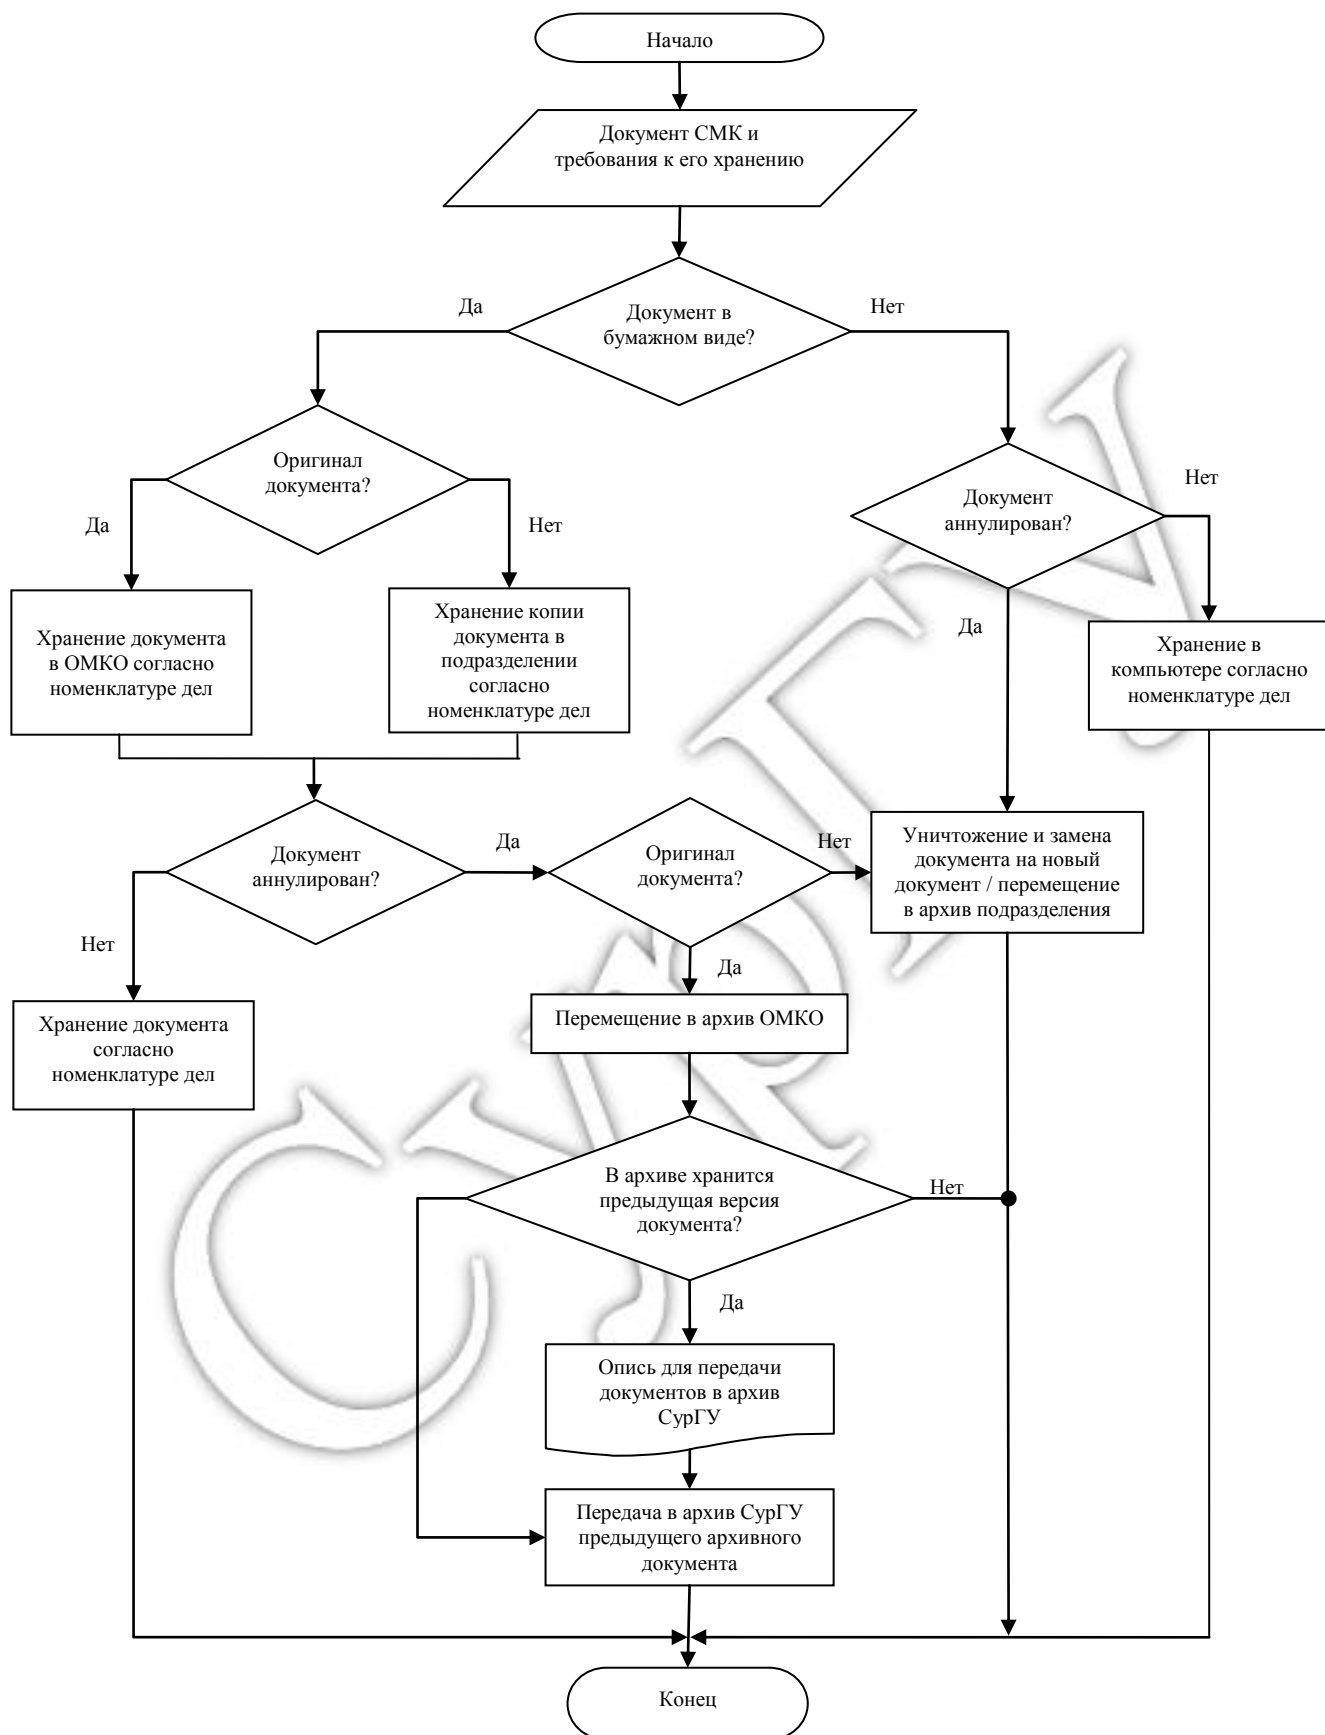 Начало
Документ СМК и
требования к его хранению
Да
Документ в
бумажном виде?
Нет
Оригинал
документа?
Да
Нет
Документ
аннулирован?
Нет
Да
Хранение документа
в ОМКО согласно
номенклатуре дел
Хранение копии
документа в
подразделении
согласно
номенклатуре дел
Хранение в
компьютере согласно
номенклатуре дел
Документ
аннулирован?
Да
Нет
Оригинал
документа?
Нет
Да
Уничтожение и замена
документа на новый
документ / перемещение
в архив подразделения
Хранение документа
согласно
номенклатуре дел
Перемещение в архив ОМКО
В архиве хранится
предыдущая версия
документа?
Нет
Да
Опись для передачи
документов в архив
СурГУ
Передача в архив СурГУ
предыдущего архивного
документа
Конец
СурГУ